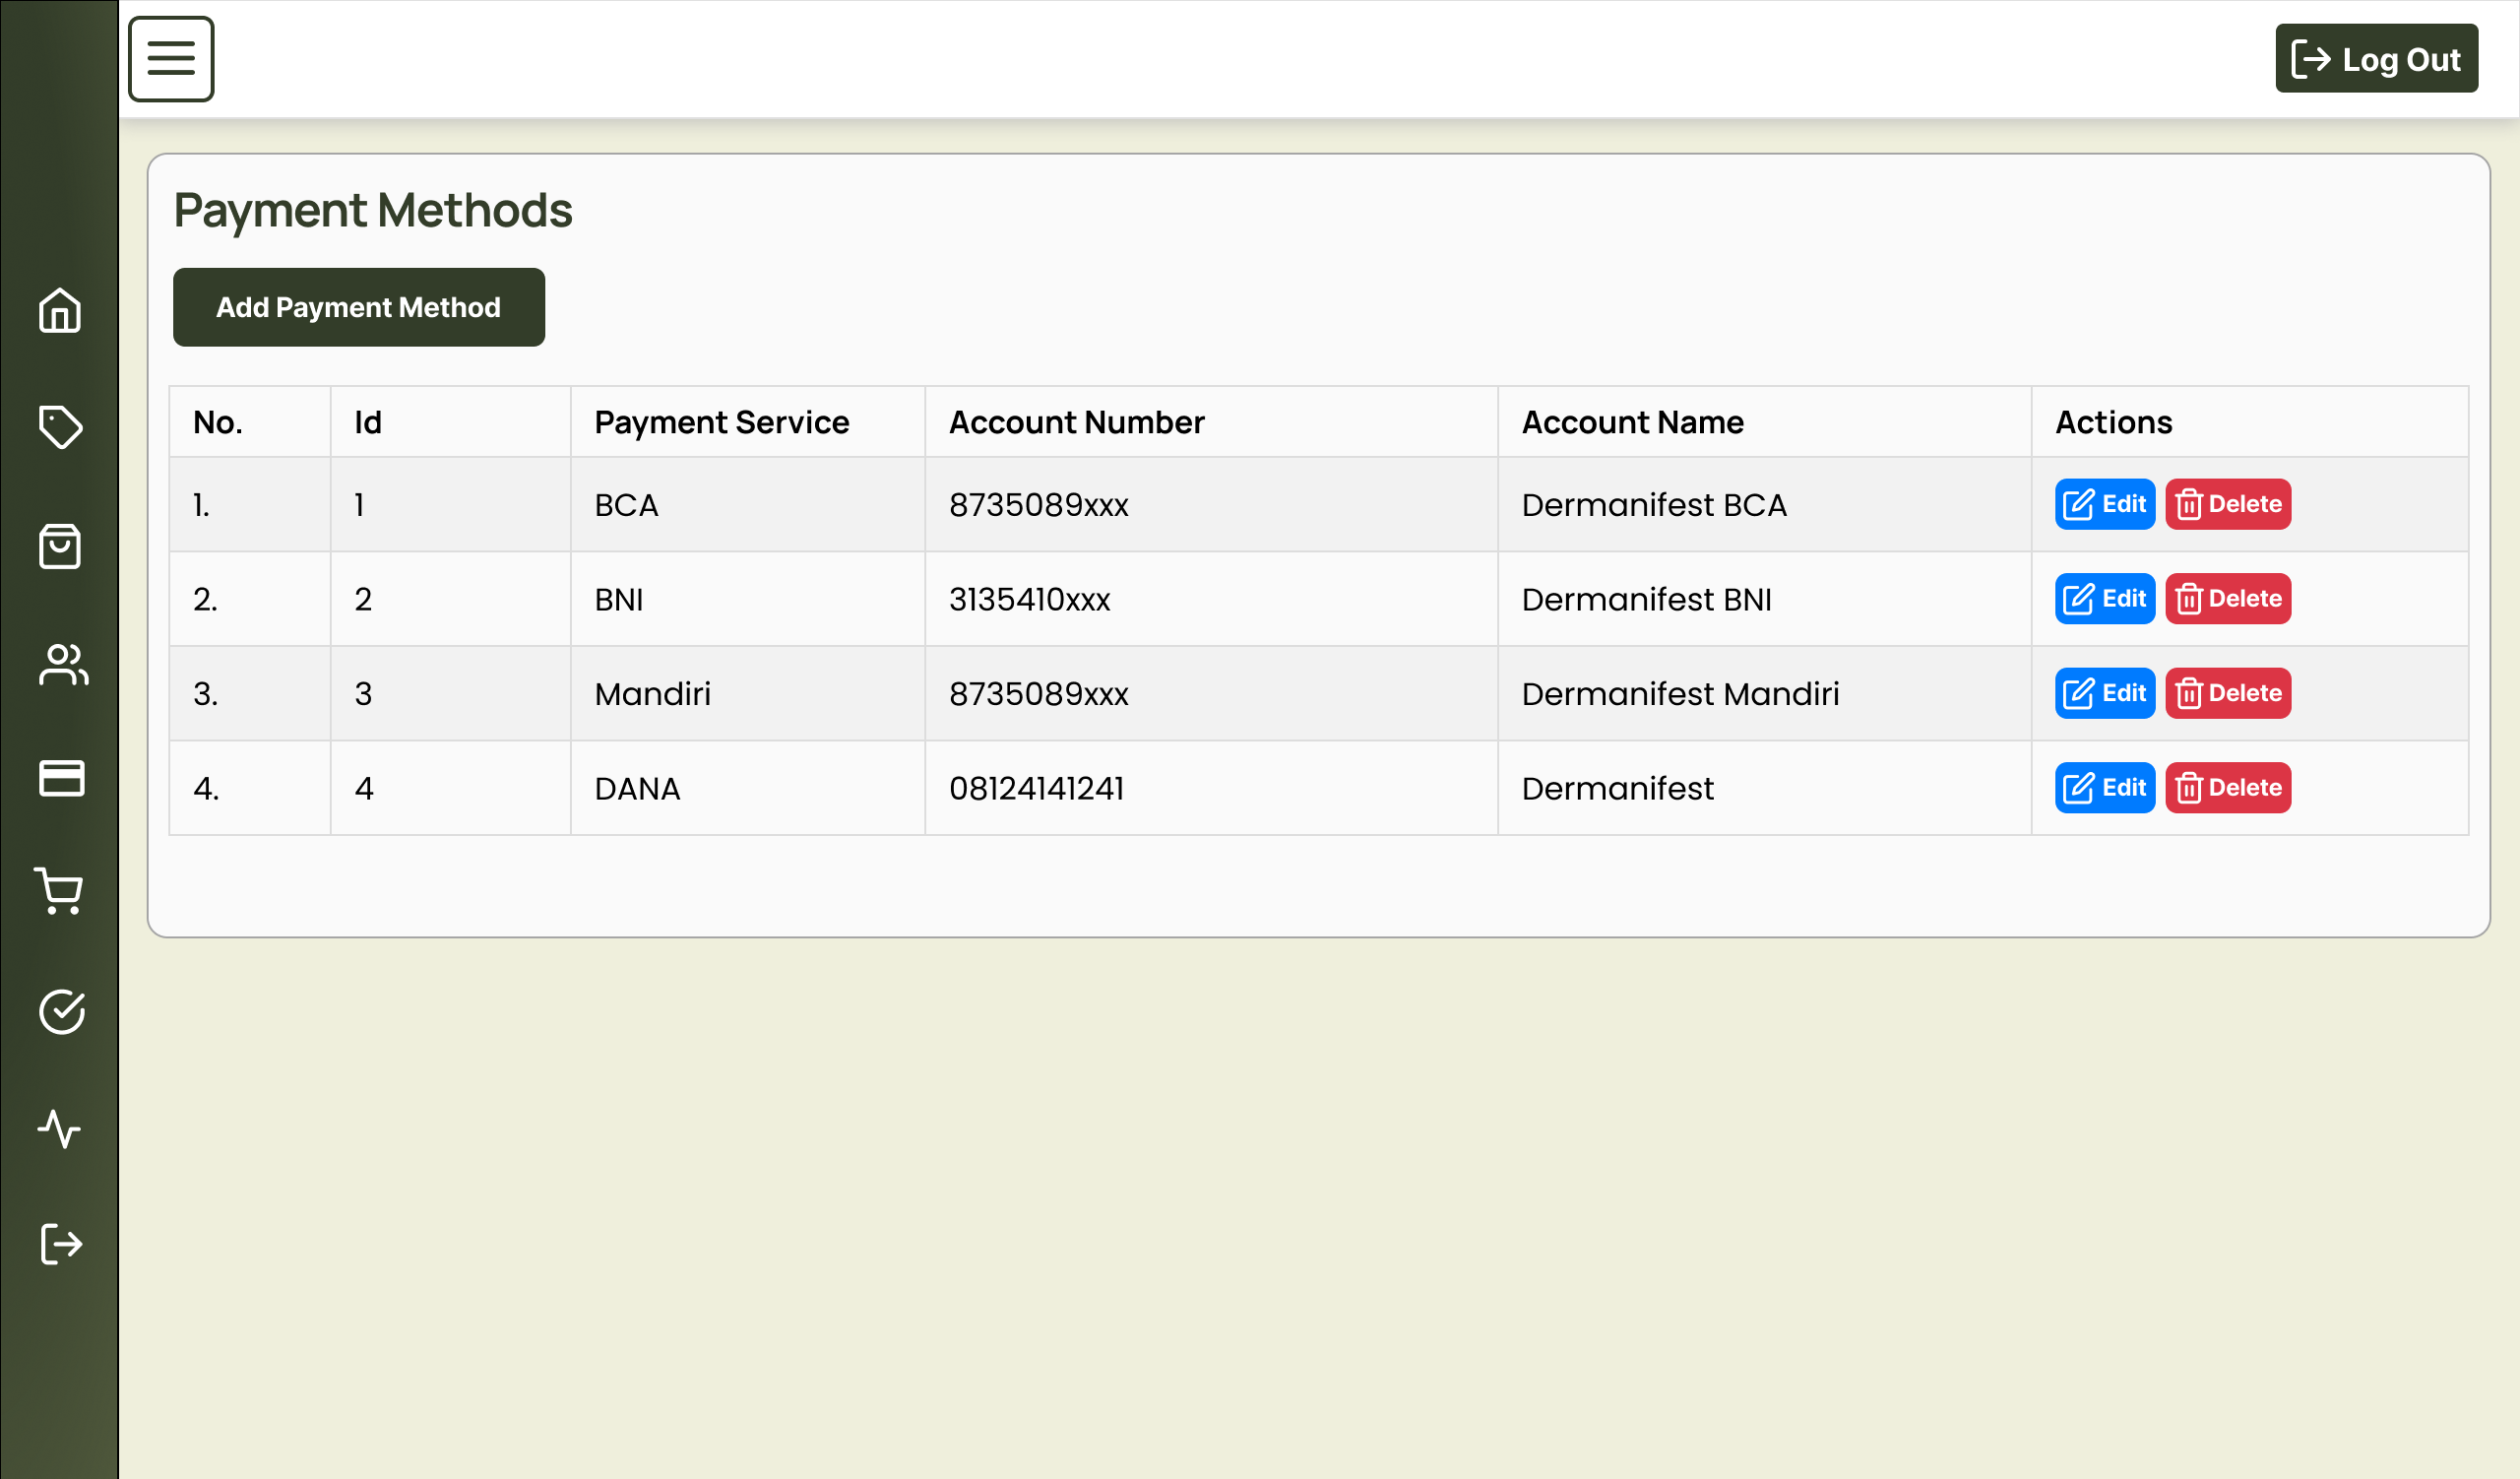 Log Out
Payment Methods
Add Payment Method
No. Id Payment Service Account Number Account Name Actions
1. 1 BCA 8735089xxx Dermanifest BCA Edit Delete
2. 2 BNI 3135410xxx Dermanifest BNI Edit Delete
3. 3 Mandiri 8735089xxx Dermanifest Mandiri Edit Delete
4. 4 DANA 08124141241 Dermanifest Edit Delete